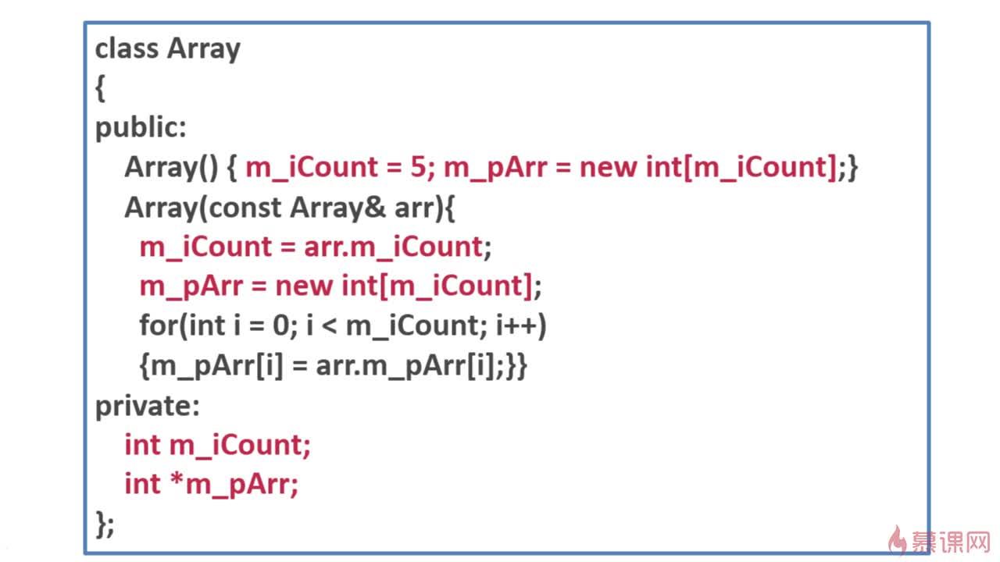 class Array
{
public:
Array() { m_iCount = 5; m_pArr = new int[m_iCount];}
Array(const Array& arr){
m_iCount = arr.m_iCount;
m_pArr = new int[m_iCount];
for(int i = 0; i < m_iCount; i++)
{m_pArr[i] = arr.m_pArr[i];}}
private:
int m_iCount;
int *m_pArr;
};
慕课网